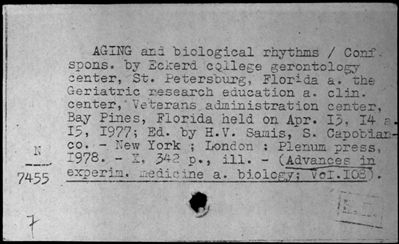 AGING and biological rhythms / Conf.
spons. by Eckerd college gerontology
center, St. Petersburg, Florida a. the
Geriatric research education a. clin.
center, Veterans administration center,
Bay Pines, Florida held on Apr. 13, 14 a.
15, 1977; Ed. by H.V. Samis, S. Capobian-
co. - New York ; London : Plenum press,
1978. - X, 342 p., ill. - (Advances in
experim. medicine a. biology; Vol.108).
N
7455
7